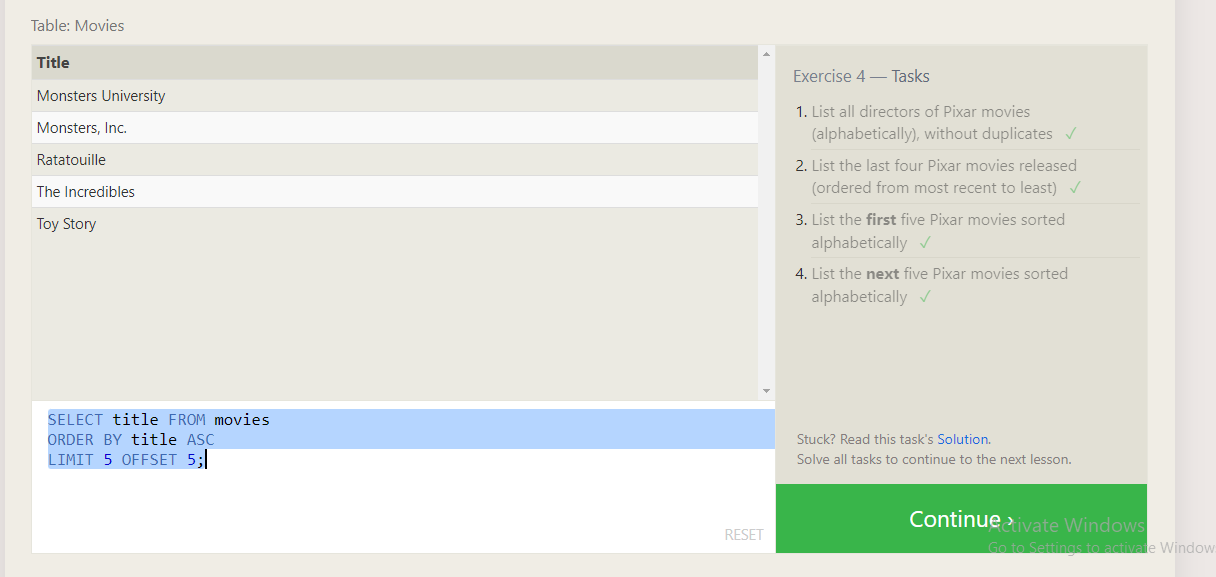 Table: Movies
Title
Monsters University
Monsters, Inc.
Ratatouille
The Incredibles
Toy Story
SELECT title FROM movies
ORDER BY title ASC
LIMIT 5 OFFSET 5;
RESET
Exercise 4 — Tasks
1. List all directors of Pixar movies
(alphabetically), without duplicates ✓
2. List the last four Pixar movies released
(ordered from most recent to least) ✓
3. List the first five Pixar movies sorted
alphabetically ✓
4. List the next five Pixar movies sorted
alphabetically ✓
Stuck? Read this task's Solution.
Solve all tasks to continue to the next lesson.
Continue ›
Activate Windows
Go to Settings to activate Window